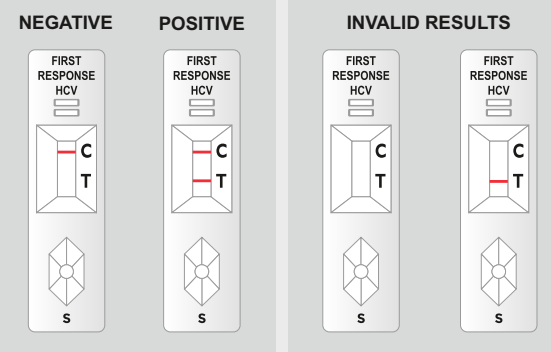 NEGATIVE
POSITIVE
INVALID RESULTS
FIRST
RESPONSE
HCV
C
T
S
FIRST
RESPONSE
HCV
C
T
S
FIRST
RESPONSE
HCV
C
T
S
FIRST
RESPONSE
HCV
C
T
S